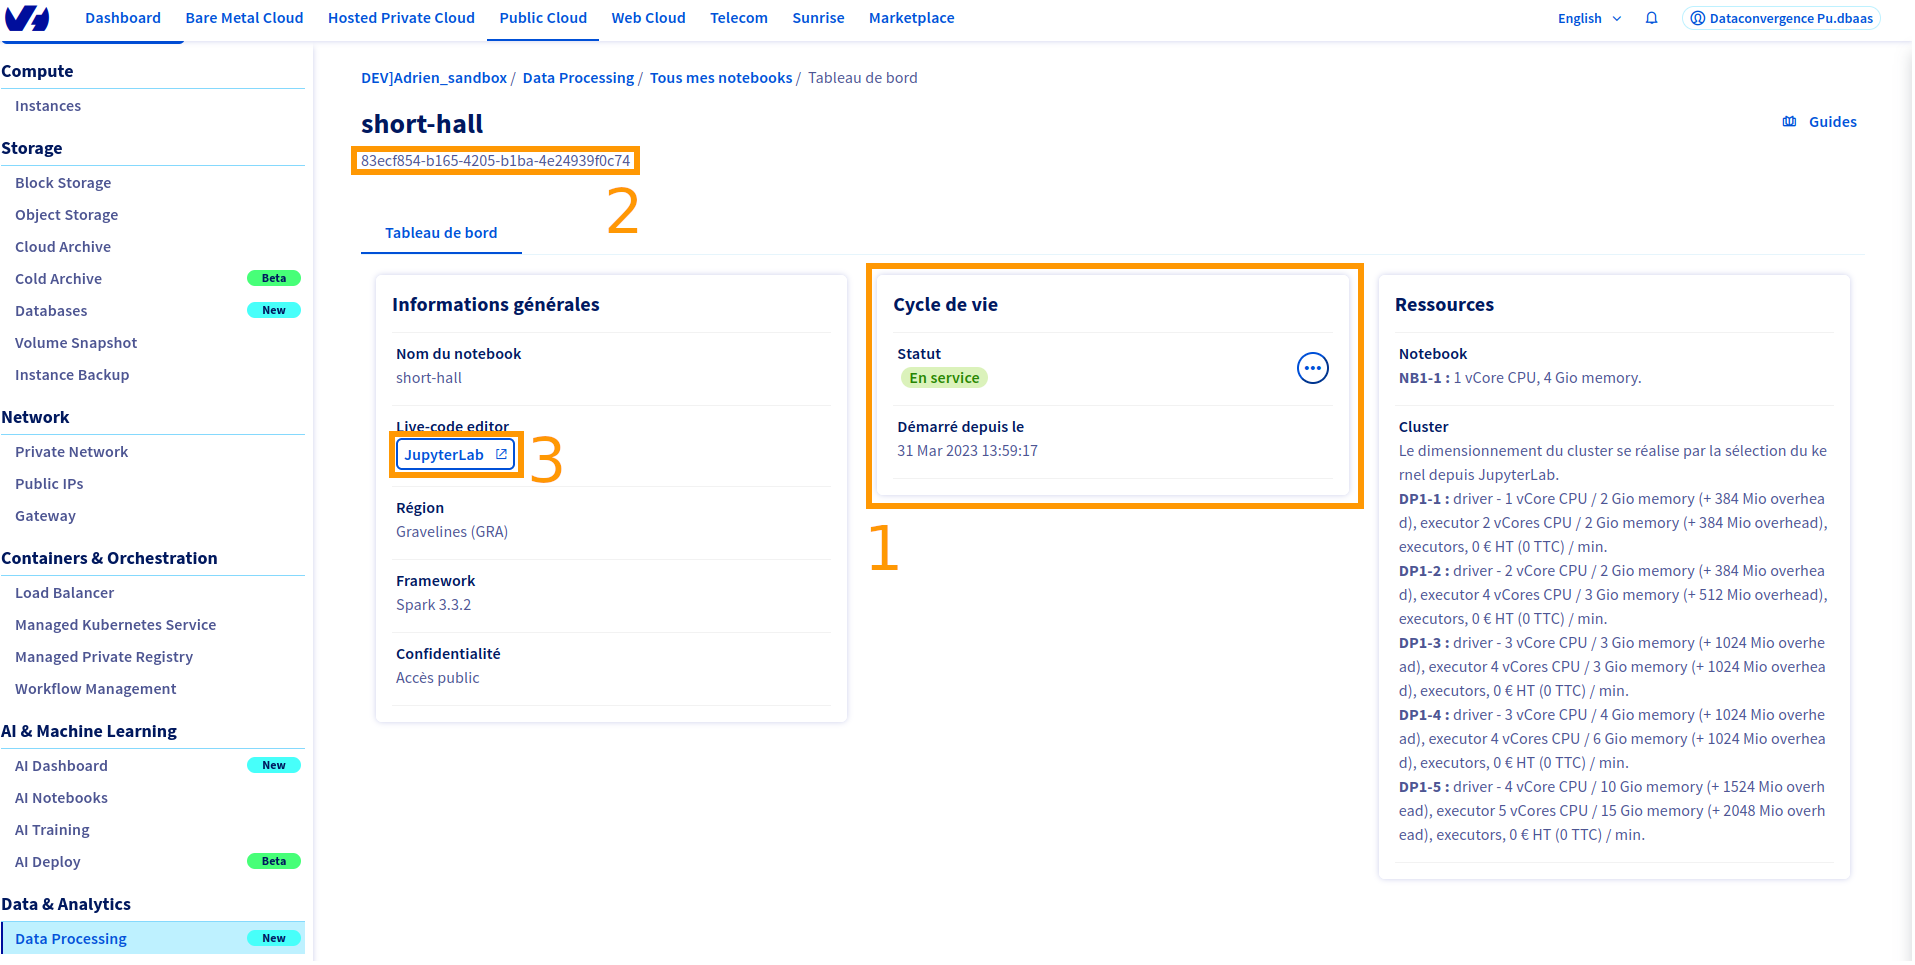 Dashboard Bare Metal Cloud Hosted Private Cloud Public Cloud Web Cloud Telecom Sunrise Marketplace English Dataconvergence Pu.dbaas
Compute
Instances
Storage
Block Storage
Object Storage
Cloud Archive
Cold Archive Beta
Databases New
Volume Snapshot
Instance Backup
Network
Private Network
Public IPs
Gateway
Containers & Orchestration
Load Balancer
Managed Kubernetes Service
Managed Private Registry
Workflow Management
AI & Machine Learning
AI Dashboard New
AI Notebooks
AI Training
AI Deploy Beta
Data & Analytics
Data Processing New
DEV]Adrien_sandbox / Data Processing / Tous mes notebooks / Tableau de bord
short-hall
Guides
83ecf854-b165-4205-b1ba-4e24939f0c74
2
Tableau de bord
Informations générales
Nom du notebook
short-hall
Live-code editor
JupyterLab
3
Région
Gravelines (GRA)
Framework
Spark 3.3.2
Confidentialité
Accès public
Cycle de vie
Statut
En service
Démarré depuis le
31 Mar 2023 13:59:17
1
Ressources
Notebook
NB1-1 : 1 vCore CPU, 4 Gio memory.
Cluster
Le dimensionnement du cluster se réalise par la sélection du ke
rnel depuis JupyterLab.
DP1-1 : driver - 1 vCore CPU / 2 Gio memory (+ 384 Mio overhea
d), executor 2 vCores CPU / 2 Gio memory (+ 384 Mio overhead),
executors, 0 € HT (0 TTC) / min.
DP1-2 : driver - 2 vCore CPU / 2 Gio memory (+ 384 Mio overhea
d), executor 4 vCores CPU / 3 Gio memory (+ 512 Mio overhead),
executors, 0 € HT (0 TTC) / min.
DP1-3 : driver - 3 vCore CPU / 3 Gio memory (+ 1024 Mio overhe
ad), executor 4 vCores CPU / 3 Gio memory (+ 1024 Mio overhea
d), executors, 0 € HT (0 TTC) / min.
DP1-4 : driver - 3 vCore CPU / 4 Gio memory (+ 1024 Mio overhe
ad), executor 4 vCores CPU / 6 Gio memory (+ 1024 Mio overhea
d), executors, 0 € HT (0 TTC) / min.
DP1-5 : driver - 4 vCore CPU / 10 Gio memory (+ 1524 Mio overh
ead), executor 5 vCores CPU / 15 Gio memory (+ 2048 Mio overh
ead), executors, 0 € HT (0 TTC) / min.